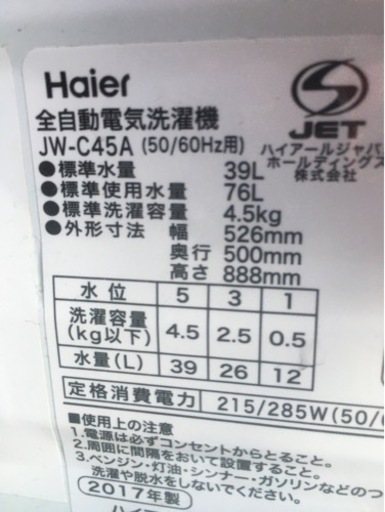 Haier
全自動電気洗濯機
JW-C45A (50/60Hz用)
JET
ハイアールジャパン
ホールディングス
株式会社
●標準水量 39L
●標準使用水量 76L
●標準洗濯容量 4.5kg
●外形寸法 幅 526mm
奥行 500mm
高さ 888mm
水位 5 3 1
洗濯容量(kg以下) 4.5 2.5 0.5
水量(L) 39 26 12
定格消費電力 215/285W(50/
■使用上の注意
1.電源は必ずコンセントからとること。
2.周囲に間隔をおいて設置すること。
3.ベンジン・灯油・シンナー・ガソリンなどのつ
洗濯や脱水をしないでください。
2017年製